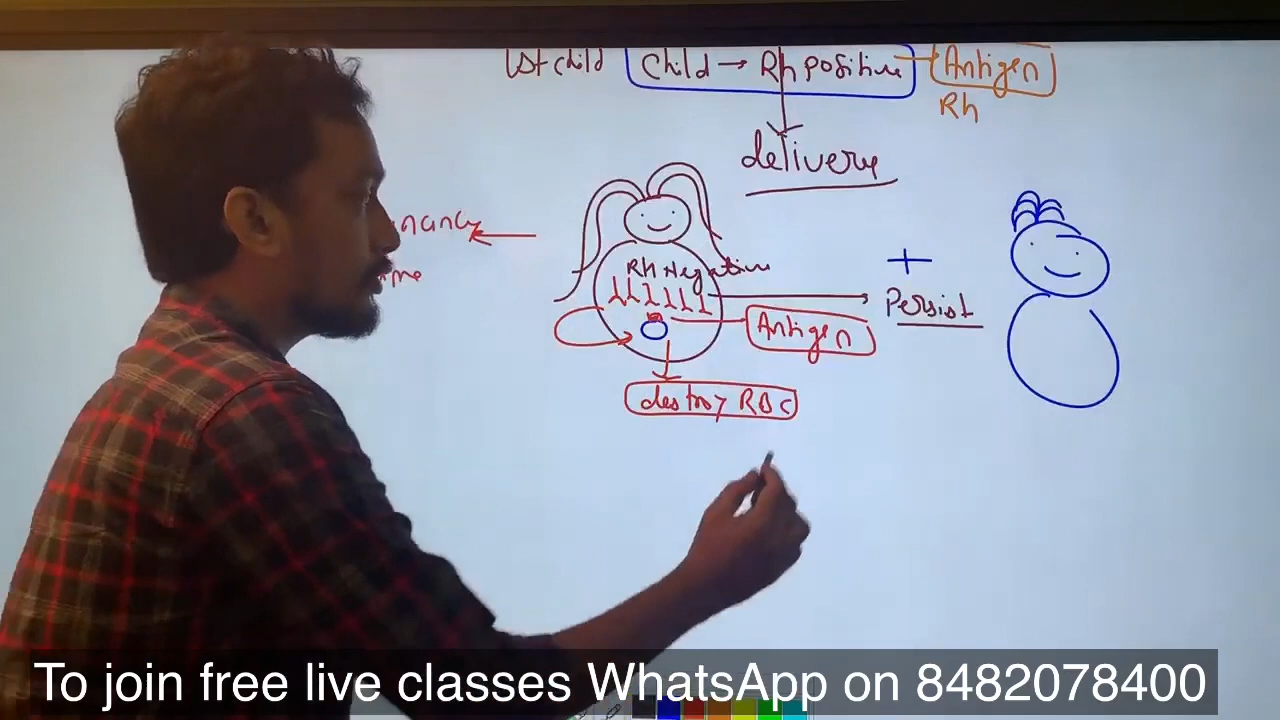 1st child Child → Rh positive Antigen
Rh
delivery
Rh Negative
+
Persist
Antigen
destroy RBC
To join free live classes WhatsApp on 8482078400